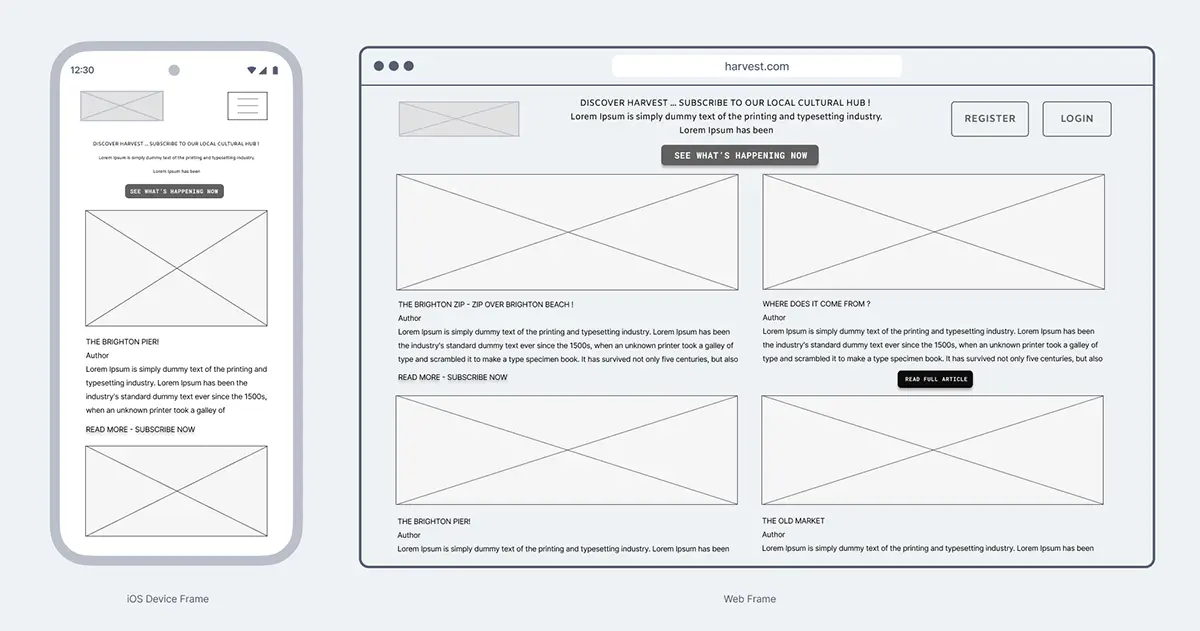 12:30
DISCOVER HARVEST ... SUBSCRIBE TO OUR LOCAL CULTURAL HUB !
Lorem Ipsum is simply dummy text of the printing and typesetting industry.
Lorem Ipsum has been
SEE WHAT'S HAPPENING NOW
THE BRIGHTON PIER!
Author
Lorem Ipsum is simply dummy text of the printing and
typesetting industry. Lorem Ipsum has been the
industry's standard dummy text ever since the 1500s,
when an unknown printer took a galley of
READ MORE - SUBSCRIBE NOW
iOS Device Frame
harvest.com
DISCOVER HARVEST ... SUBSCRIBE TO OUR LOCAL CULTURAL HUB !
Lorem Ipsum is simply dummy text of the printing and typesetting industry.
Lorem Ipsum has been
SEE WHAT'S HAPPENING NOW
REGISTER
LOGIN
THE BRIGHTON ZIP - ZIP OVER BRIGHTON BEACH !
Author
Lorem Ipsum is simply dummy text of the printing and typesetting industry. Lorem Ipsum has been
the industry's standard dummy text ever since the 1500s, when an unknown printer took a galley of
type and scrambled it to make a type specimen book. It has survived not only five centuries, but also
READ MORE - SUBSCRIBE NOW
WHERE DOES IT COME FROM ?
Author
Lorem Ipsum is simply dummy text of the printing and typesetting industry. Lorem Ipsum has been
the industry's standard dummy text ever since the 1500s, when an unknown printer took a galley of
type and scrambled it to make a type specimen book. It has survived not only five centuries, but also
READ FULL ARTICLE
THE BRIGHTON PIER!
Author
Lorem Ipsum is simply dummy text of the printing and typesetting industry. Lorem Ipsum has been
THE OLD MARKET
Author
Lorem Ipsum is simply dummy text of the printing and typesetting industry. Lorem Ipsum has been
Web Frame